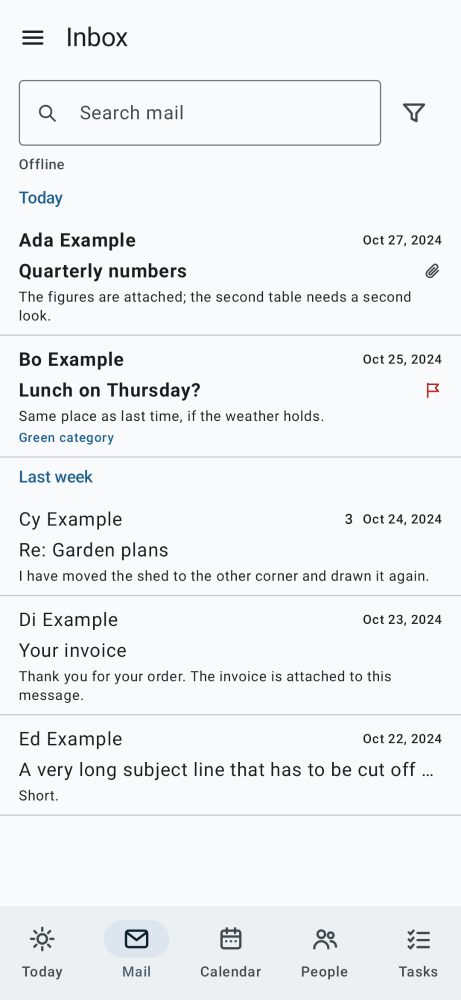 Inbox
Search mail
Offline
Today
Ada Example Oct 27, 2024
Quarterly numbers
The figures are attached; the second table needs a second
look.
Bo Example Oct 25, 2024
Lunch on Thursday?
Same place as last time, if the weather holds.
Green category
Last week
Cy Example 3 Oct 24, 2024
Re: Garden plans
I have moved the shed to the other corner and drawn it again.
Di Example Oct 23, 2024
Your invoice
Thank you for your order. The invoice is attached to this
message.
Ed Example Oct 22, 2024
A very long subject line that has to be cut off ...
Short.
Today Mail Calendar People Tasks